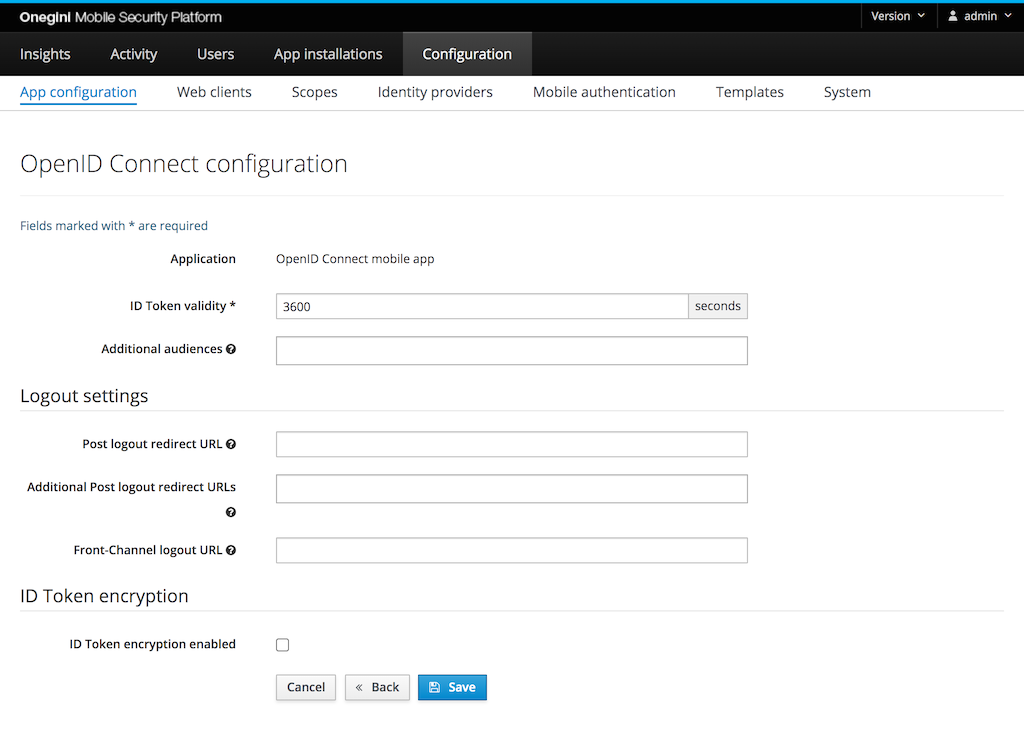 Onegini Mobile Security Platform
Version
admin
Insights
Activity
Users
App installations
Configuration
App configuration
Web clients
Scopes
Identity providers
Mobile authentication
Templates
System
OpenID Connect configuration
Fields marked with * are required
Application
OpenID Connect mobile app
ID Token validity *
3600
seconds
Additional audiences
Logout settings
Post logout redirect URL
Additional Post logout redirect URLs
Front-Channel logout URL
ID Token encryption
ID Token encryption enabled
Cancel
« Back
Save